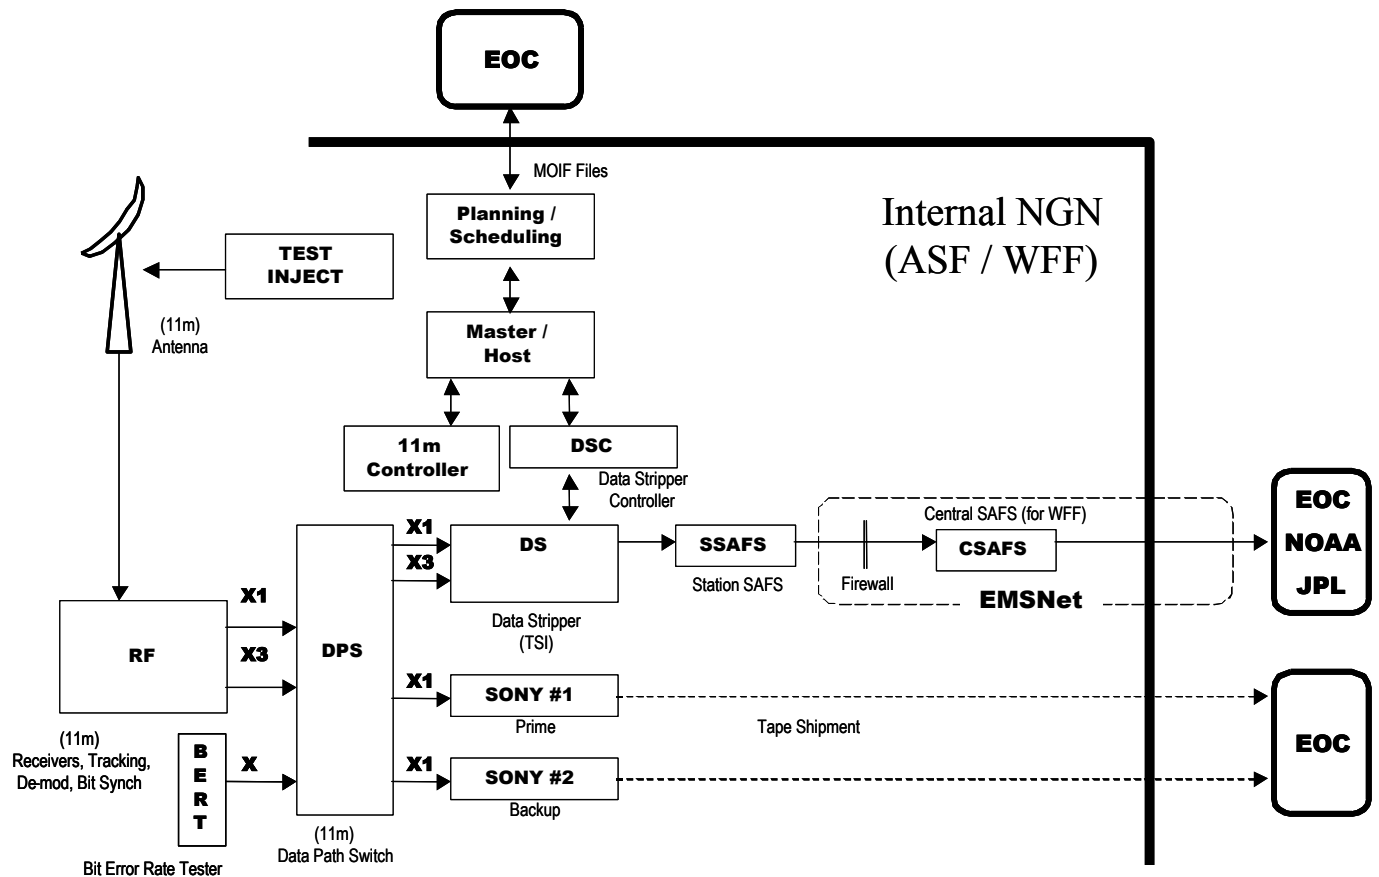 EOC
MOIF Files
Internal NGN
(ASF / WFF)
Planning /
Scheduling
TEST
INJECT
(11m)
Antenna
Master /
Host
11m
Controller
DSC
Data Stripper
Controller
X1
X3
DS
Data Stripper
(TSI)
SSAFS
Station SAFS
Central SAFS (for WFF)
CSAFS
Firewall
EMSNet
EOC
NOAA
JPL
X1
X3
RF
(11m)
Receivers, Tracking,
De-mod, Bit Synch
DPS
(11m)
Data Path Switch
X1
SONY #1
Prime
Tape Shipment
X1
SONY #2
Backup
EOC
B
E
R
T
X
Bit Error Rate Tester